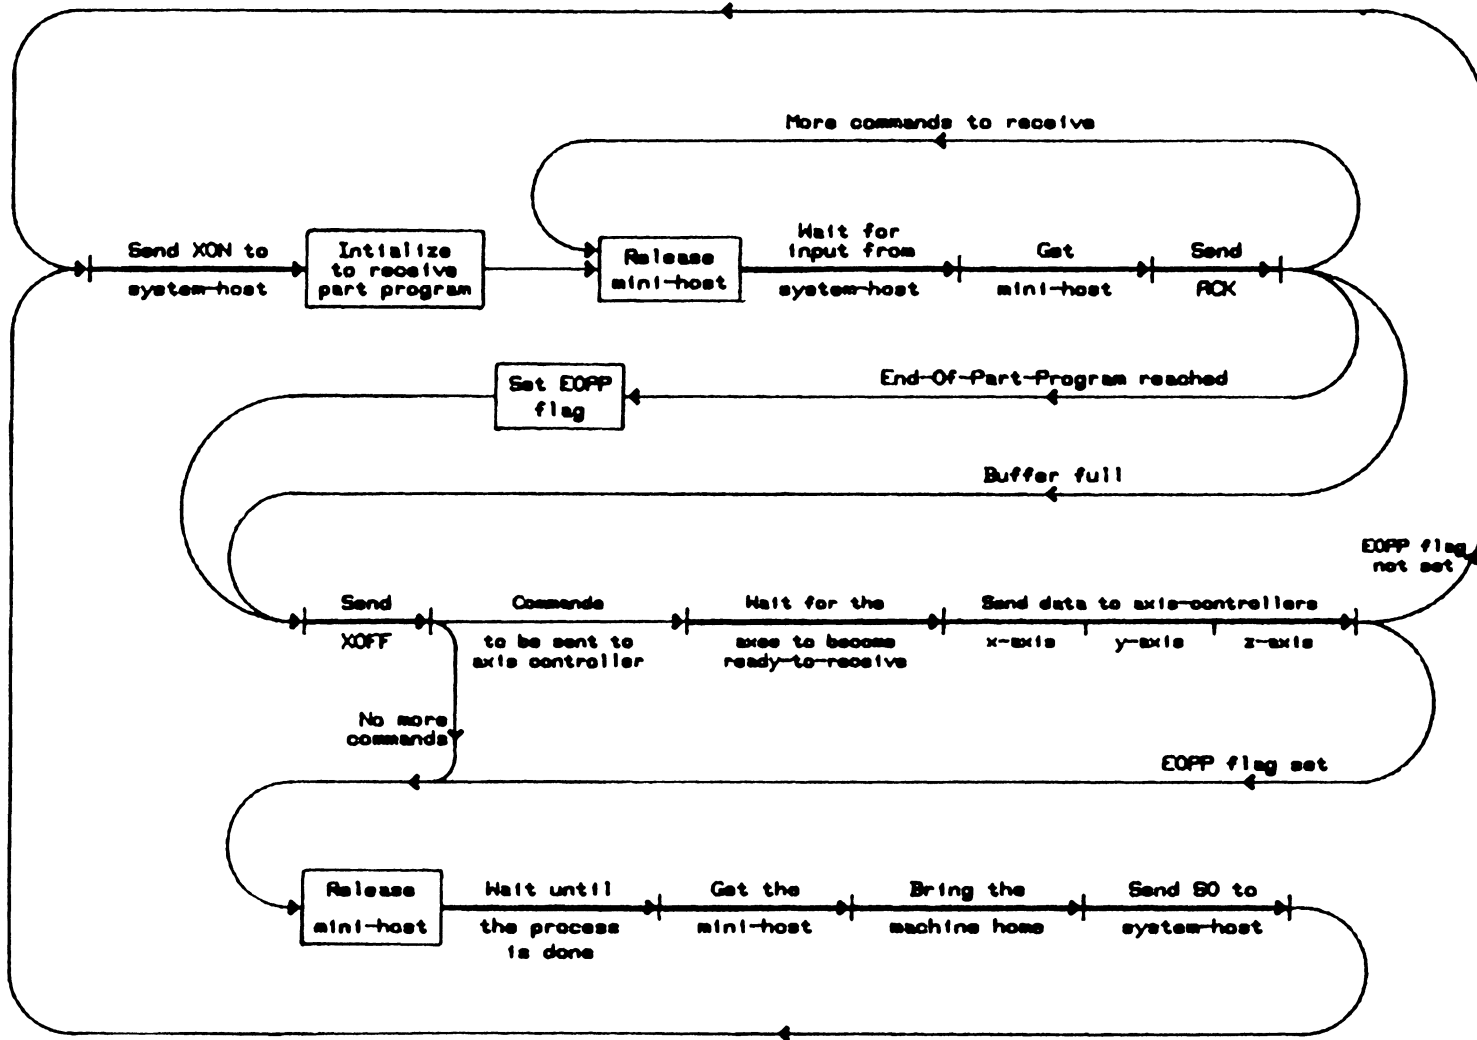 More commands to receive
Send XON to
system-host
Intialize
to receive
part program
Release
mini-host
Wait for
input from
system-host
Get
mini-host
Send
ACK
Set EOPP
flag
End-Of-Part-Program reached
Buffer full
EOPP flag
not set
Send
XOFF
Commands
to be sent to
axis controller
Wait for the
axes to become
ready-to-receive
Send data to axis-controllers
x-axis
y-axis
z-axis
No more
commands
EOPP flag set
Release
mini-host
Wait until
the process
is done
Get the
mini-host
Bring the
machine home
Send SO to
system-host